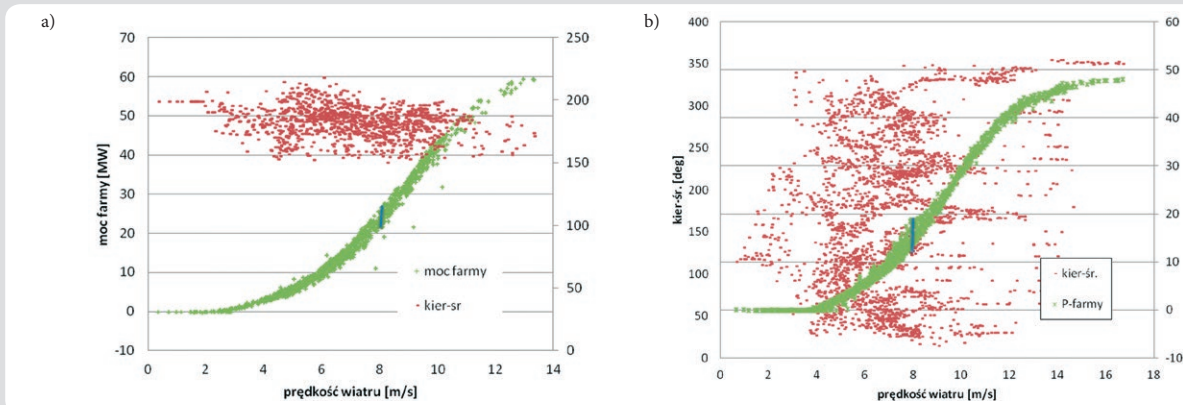 a)
70
60
50
40
30
20
10
0
-10
moc farmy [MW]
250
200
150
100
50
0
moc farmy
kier-sr
0 2 4 6 8 10 12 14
prędkość wiatru [m/s]
b)
400
350
300
250
200
150
100
50
0
kier-śr. [deg]
60
50
40
30
20
10
0
-10
kier-śr.
P-farmy
0 2 4 6 8 10 12 14 16 18
prędkość wiatru [m/s]